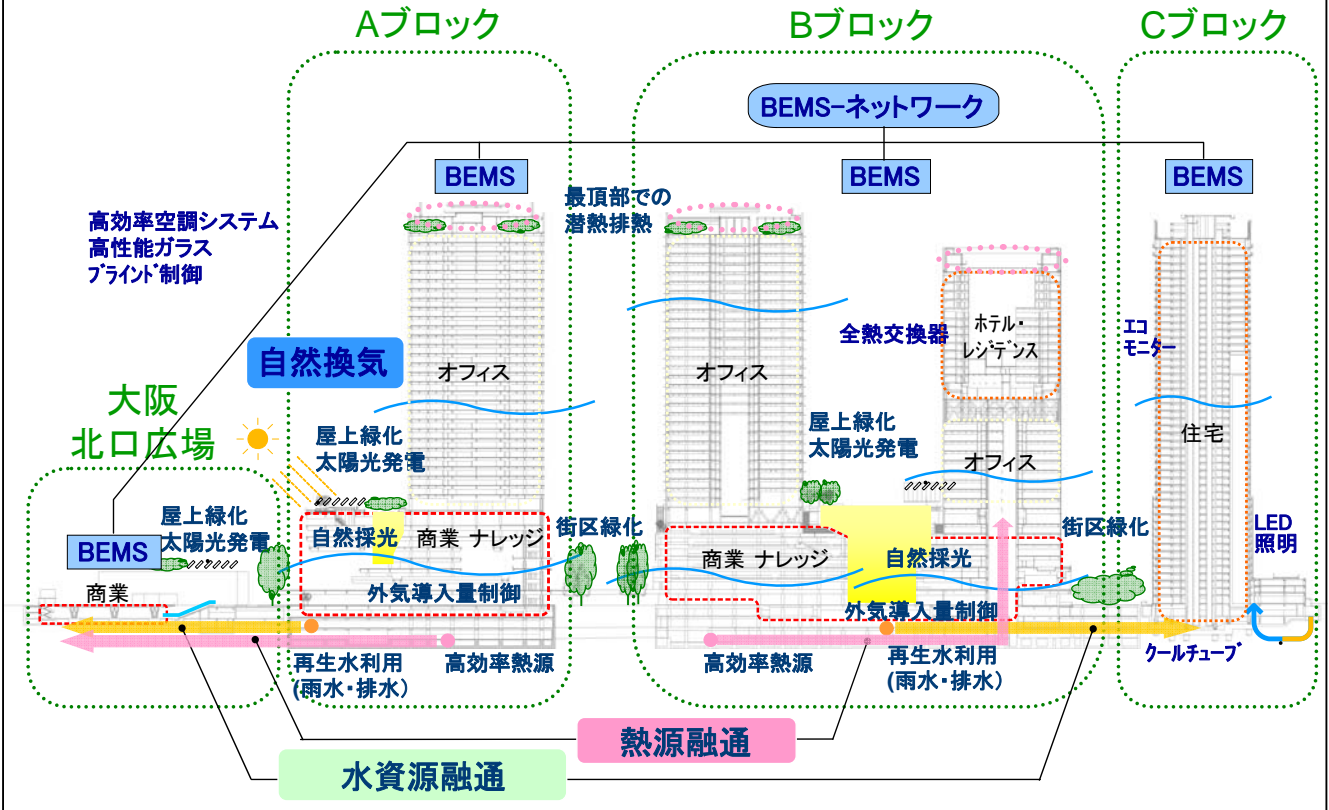 Aブロック
Bブロック
Cブロック
BEMS-ネットワーク
BEMS
BEMS
BEMS
高効率空調システム
高性能ガラス
ブラインド制御
最頂部での
潜熱排熱
自然換気
オフィス
オフィス
全熱交換器
ホテル・
レジデンス
エコ
モニター
住宅
大阪
北口広場
屋上緑化
太陽光発電
屋上緑化
太陽光発電
オフィス
屋上緑化
太陽光発電
BEMS
商業
自然採光
商業 ナレッジ
外気導入量制御
街区緑化
商業 ナレッジ
自然採光
外気導入量制御
街区緑化
LED
照明
再生水利用
(雨水・排水)
高効率熱源
高効率熱源
再生水利用
(雨水・排水)
クールチューブ
熱源融通
水資源融通